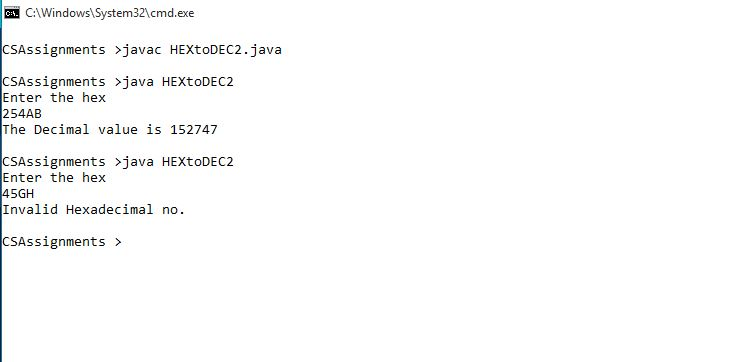 C:\Windows\System32\cmd.exe
CSAssignments >javac HEXtoDEC2.java
CSAssignments >java HEXtoDEC2
Enter the hex
254AB
The Decimal value is 152747
CSAssignments >java HEXtoDEC2
Enter the hex
45GH
Invalid Hexadecimal no.
CSAssignments >